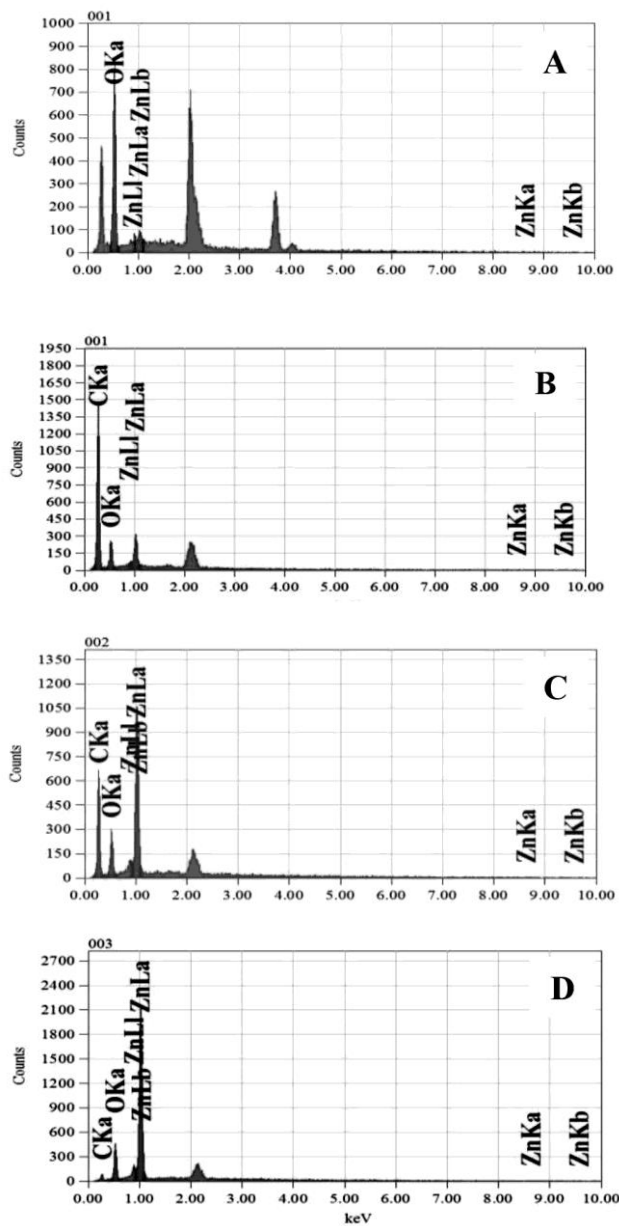 001
A
1000
900
800
700
600
500
400
300
200
100
0
Counts
OKa
ZnLl
ZnLa
ZnLb
ZnKa
ZnKb
0.00 1.00 2.00 3.00 4.00 5.00 6.00 7.00 8.00 9.00 10.00
001
B
1950
1800
1650
1500
1350
1200
1050
900
750
600
450
300
150
0
Counts
CKa
OKa
ZnLl
ZnLa
ZnKa
ZnKb
0.00 1.00 2.00 3.00 4.00 5.00 6.00 7.00 8.00 9.00 10.00
002
C
1350
1200
1050
900
750
600
450
300
150
0
Counts
CKa
OKa
ZnLl
ZnLb
ZnLa
ZnKa
ZnKb
0.00 1.00 2.00 3.00 4.00 5.00 6.00 7.00 8.00 9.00 10.00
003
D
2700
2400
2100
1800
1500
1200
900
600
300
0
Counts
CKa
OKa
ZnLl
ZnLb
ZnLa
ZnKa
ZnKb
0.00 1.00 2.00 3.00 4.00 5.00 6.00 7.00 8.00 9.00 10.00
keV